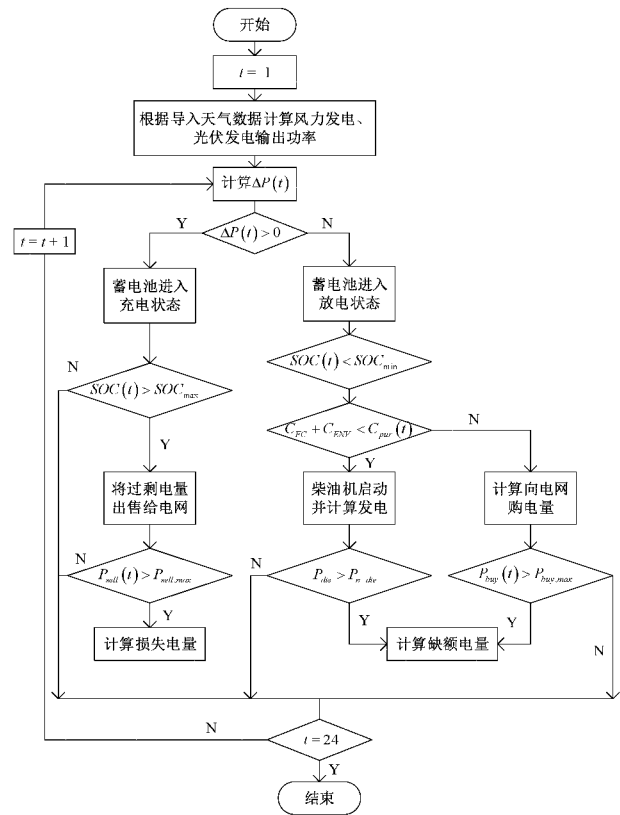 开始
t = 1
根据导入天气数据计算风力发电、
光伏发电输出功率
计算ΔP(t)
Y
ΔP(t)>0
N
t = t + 1
蓄电池进入
充电状态
蓄电池进入
放电状态
N
SOC(t)>SOCmax
SOC(t)<SOCmin
Y
CFC+CENV<Cpur(t)
N
Y
将过剩电量
出售给电网
柴油机启动
并计算发电
计算向电网
购电量
N
Psell(t)>Psell,max
N
Pdie>Pn_die
Pbuy(t)>Pbuy,max
Y
Y
Y
计算损失电量
计算缺额电量
N
N
t=24
Y
结束